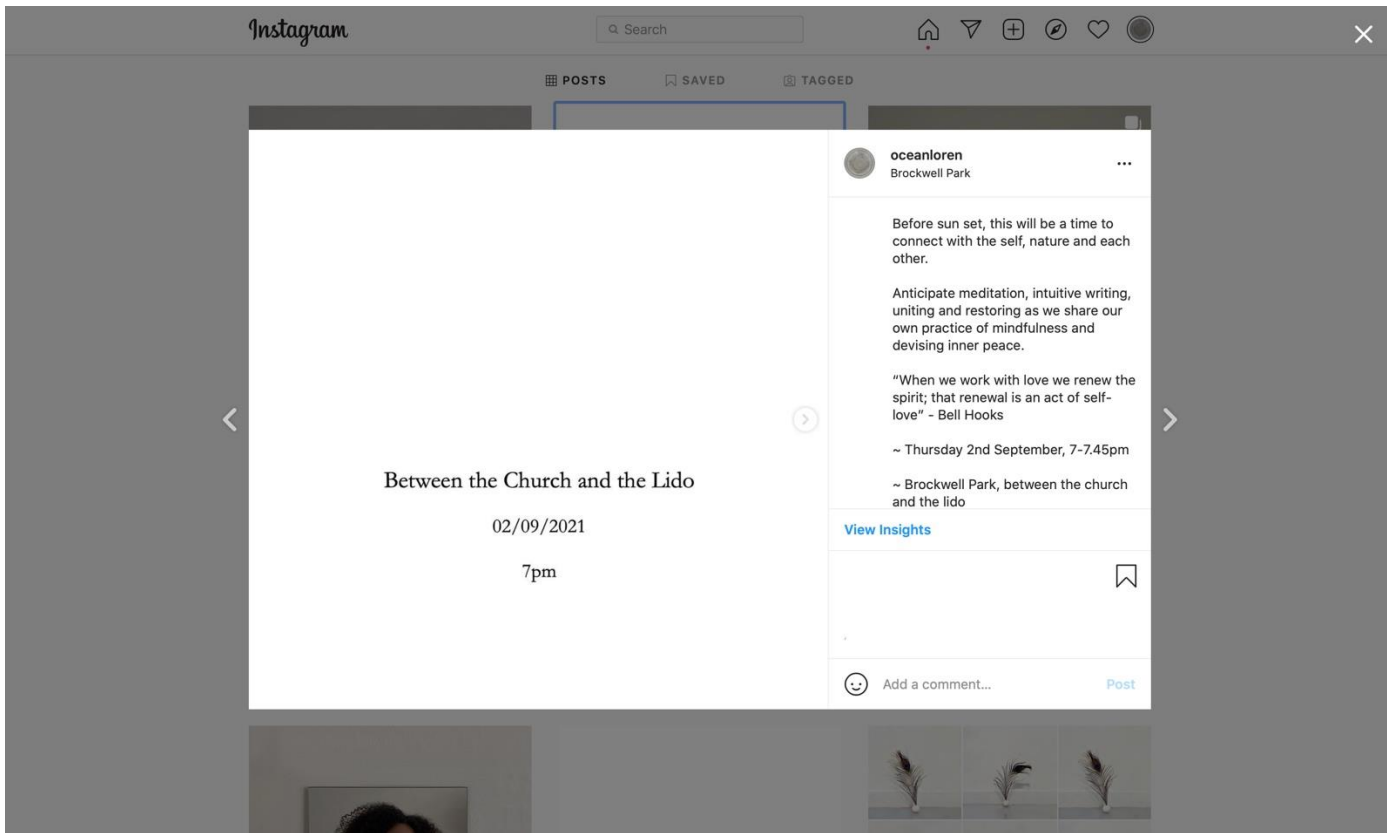 Instagram
Search
POSTS
SAVED
TAGGED
Between the Church and the Lido
02/09/2021
7pm
oceanloren
Brockwell Park
Before sun set, this will be a time to
connect with the self, nature and each
other.
Anticipate meditation, intuitive writing,
uniting and restoring as we share our
own practice of mindfulness and
devising inner peace.
"When we work with love we renew the
spirit; that renewal is an act of self-
love" - Bell Hooks
~ Thursday 2nd September, 7-7.45pm
~ Brockwell Park, between the church
and the lido
View Insights
Add a comment...
Post